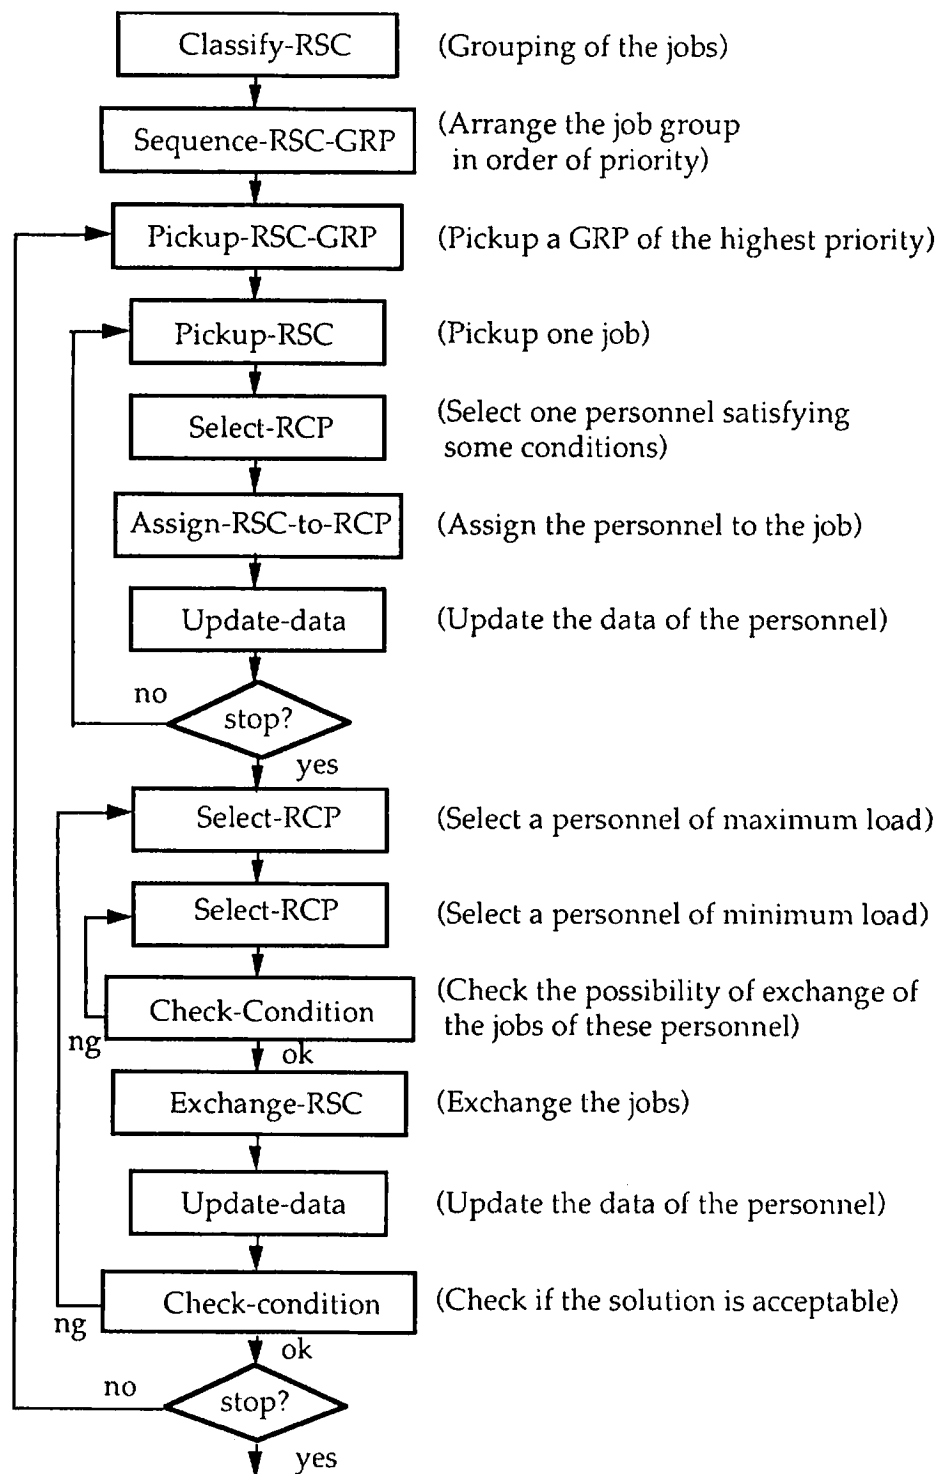 Classify-RSC (Grouping of the jobs)
Sequence-RSC-GRP (Arrange the job group
in order of priority)
Pickup-RSC-GRP (Pickup a GRP of the highest priority)
Pickup-RSC (Pickup one job)
Select-RCP (Select one personnel satisfying
some conditions)
Assign-RSC-to-RCP (Assign the personnel to the job)
Update-data (Update the data of the personnel)
no
stop?
yes
Select-RCP (Select a personnel of maximum load)
Select-RCP (Select a personnel of minimum load)
Check-Condition (Check the possibility of exchange of
the jobs of these personnel)
ng
ok
Exchange-RSC (Exchange the jobs)
Update-data (Update the data of the personnel)
Check-condition (Check if the solution is acceptable)
ng
ok
no
stop?
yes